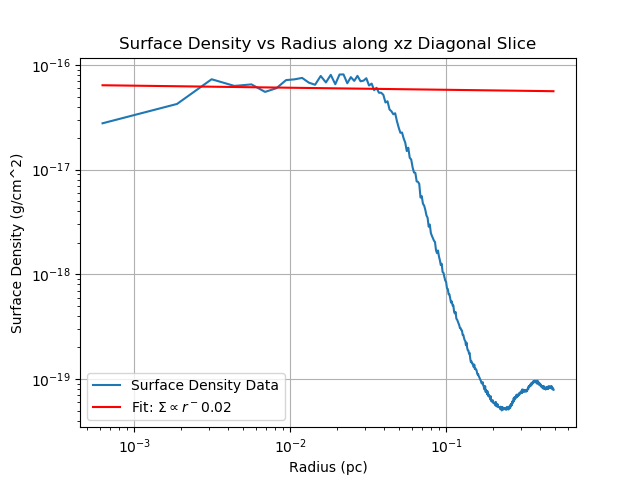 Surface Density vs Radius along xz Diagonal Slice
Surface Density (g/cm^2)
10⁻¹⁶
10⁻¹⁷
10⁻¹⁸
10⁻¹⁹
Surface Density Data
Fit: Σ ∝ r⁻0.02
10⁻³
10⁻²
10⁻¹
Radius (pc)